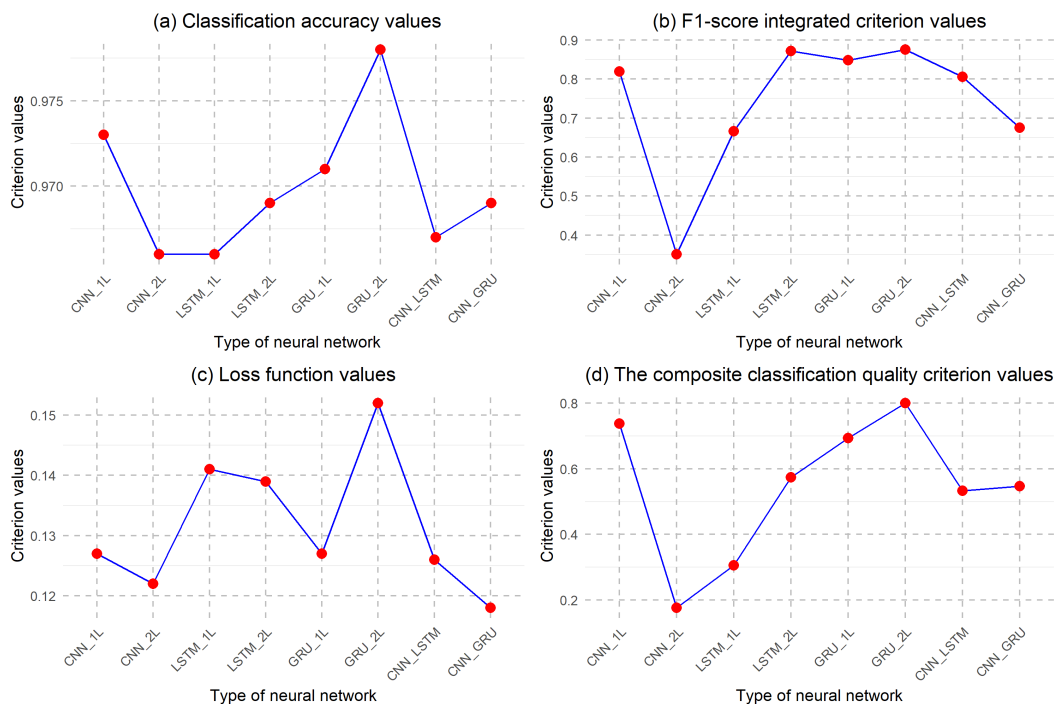 (a) Classification accuracy values
Criterion values
0.975
0.970
CNN_1L
CNN_2L
LSTM_1L
LSTM_2L
GRU_1L
GRU_2L
CNN_LSTM
CNN_GRU
Type of neural network
(b) F1-score integrated criterion values
Criterion values
0.9
0.8
0.7
0.6
0.5
0.4
CNN_1L
CNN_2L
LSTM_1L
LSTM_2L
GRU_1L
GRU_2L
CNN_LSTM
CNN_GRU
Type of neural network
(c) Loss function values
Criterion values
0.15
0.14
0.13
0.12
CNN_1L
CNN_2L
LSTM_1L
LSTM_2L
GRU_1L
GRU_2L
CNN_LSTM
CNN_GRU
Type of neural network
(d) The composite classification quality criterion values
Criterion values
0.8
0.6
0.4
0.2
CNN_1L
CNN_2L
LSTM_1L
LSTM_2L
GRU_1L
GRU_2L
CNN_LSTM
CNN_GRU
Type of neural network